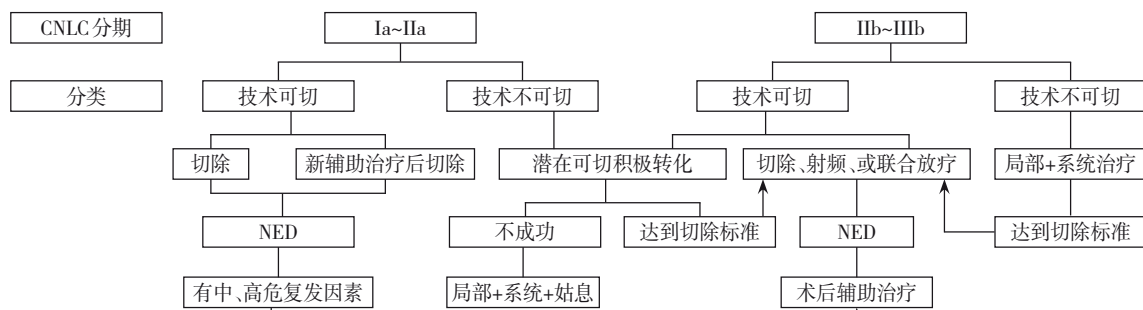 CNLC分期
Ia~IIa
IIb~IIIb
分类
技术可切
技术不可切
技术可切
技术不可切
切除
新辅助治疗后切除
潜在可切积极转化
切除、射频、或联合放疗
局部+系统治疗
NED
不成功
达到切除标准
NED
达到切除标准
有中、高危复发因素
局部+系统+姑息
术后辅助治疗